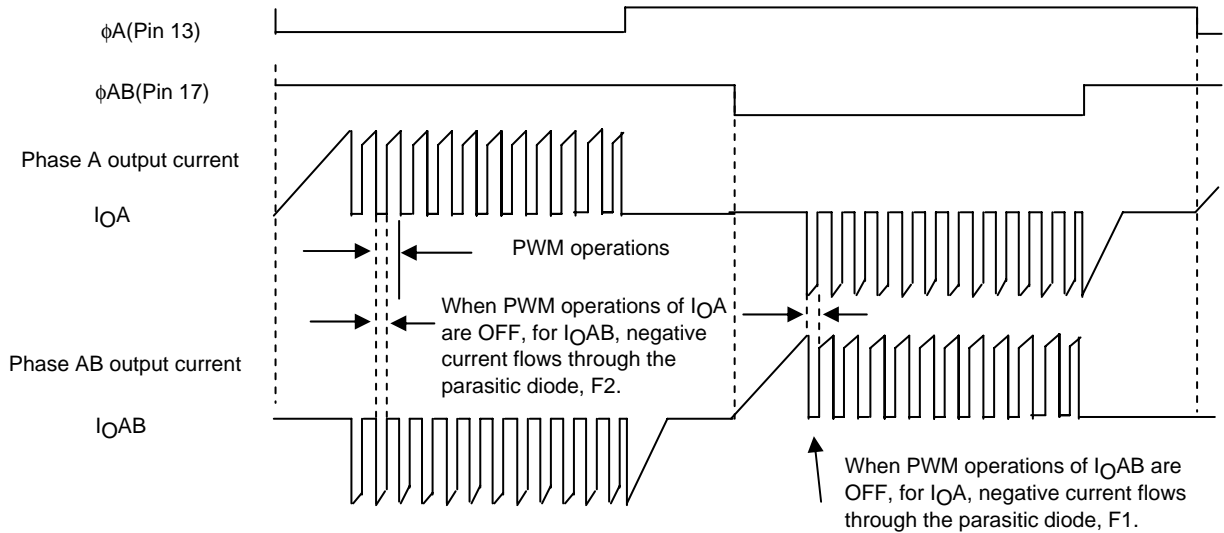 ϕA(Pin 13)
ϕAB(Pin 17)
Phase A output current
IOA
PWM operations
When PWM operations of IOA
are OFF, for IOAB, negative
current flows through the
parasitic diode, F2.
Phase AB output current
IOAB
When PWM operations of IOAB are
OFF, for IOA, negative current flows
through the parasitic diode, F1.